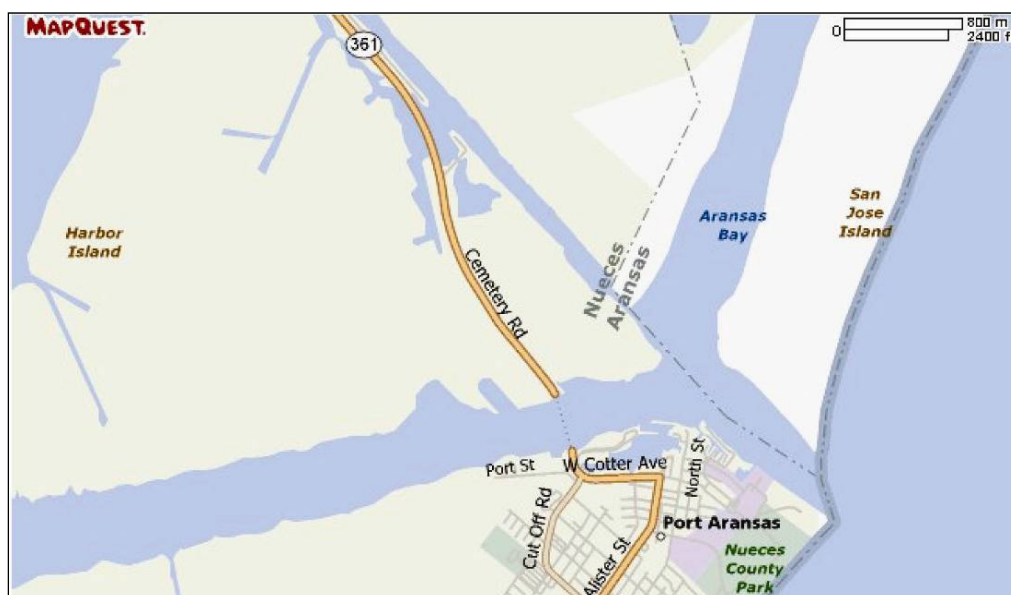 MAPQUEST.
361
0
800 m
2400 f
Harbor
Island
Cemetery Rd
Nueces
Aransas
Aransas
Bay
San
Jose
Island
Port St
W Cotter Ave
North St
Cut Off Rd
Alister St
Port Aransas
Nueces
County
Park